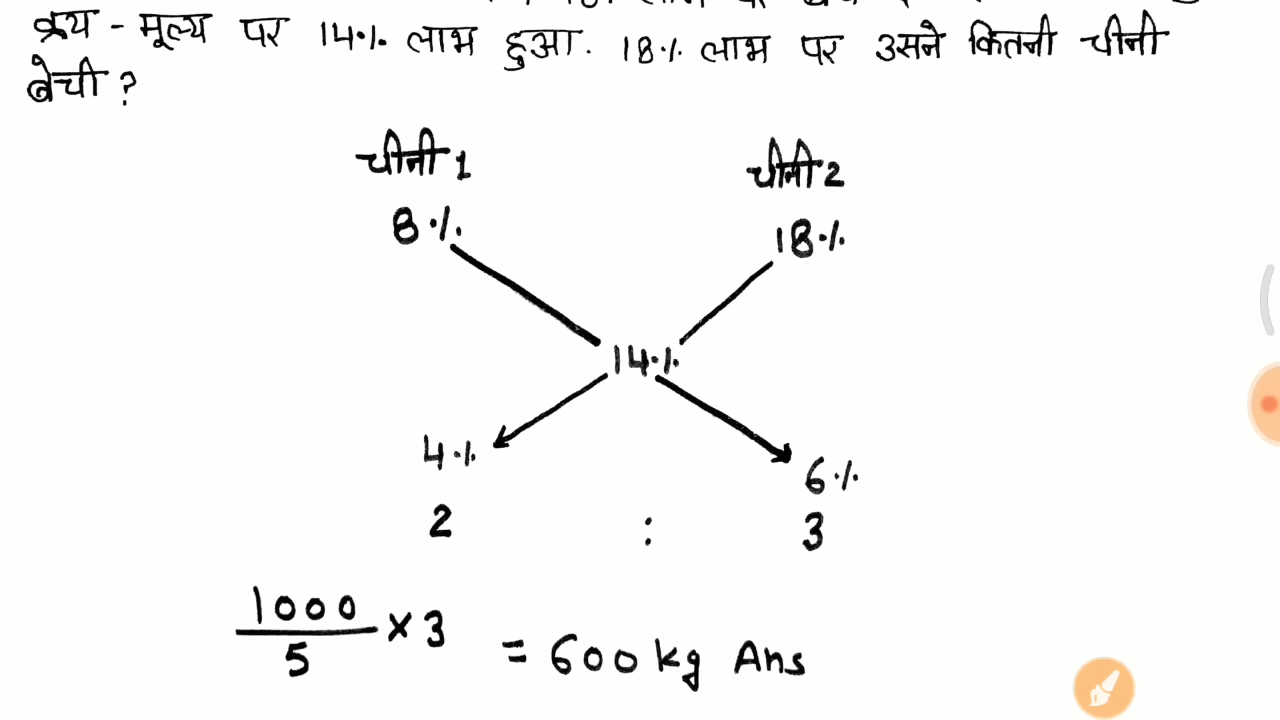 क्रय - मूल्य पर 14% लाभ हुआ. 18% लाभ पर उसने कितनी चीनी
बेची ?
चीनी 1 चीनी 2
8% 18%
14%
4% 6%
2 : 3
1000
5 × 3 = 600 kg Ans